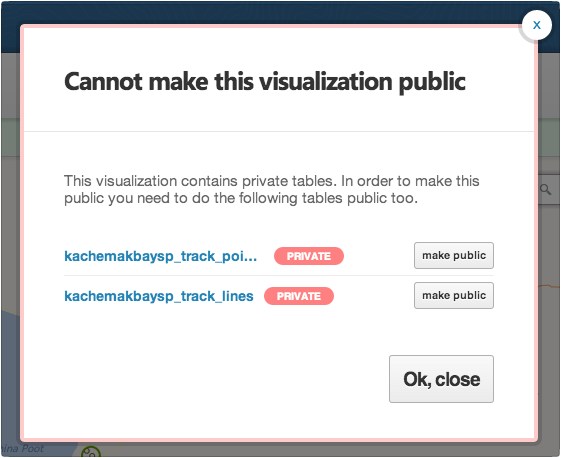 x
Cannot make this visualization public
This visualization contains private tables. In order to make this
public you need to do the following tables public too.
kachemakbaysp_track_poi... PRIVATE make public
kachemakbaysp_track_lines PRIVATE make public
Ok, close
Poot